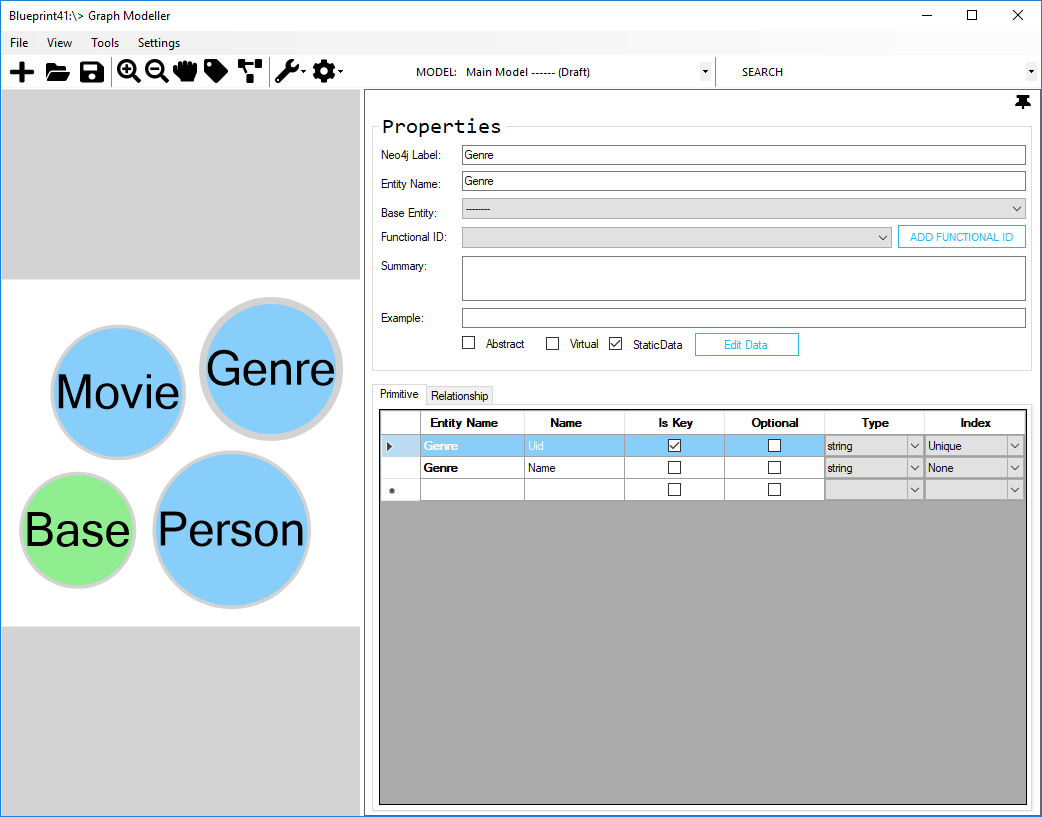 Blueprint41:\> Graph Modeller
File View Tools Settings
MODEL: Main Model ------ (Draft) SEARCH
Movie
Genre
Base
Person
Properties
Neo4j Label: Genre
Entity Name: Genre
Base Entity: --------
Functional ID: ADD FUNCTIONAL ID
Summary:
Example:
Abstract Virtual StaticData Edit Data
Primitive Relationship
Entity Name Name Is Key Optional Type Index
Genre Uid string Unique
Genre Name string None